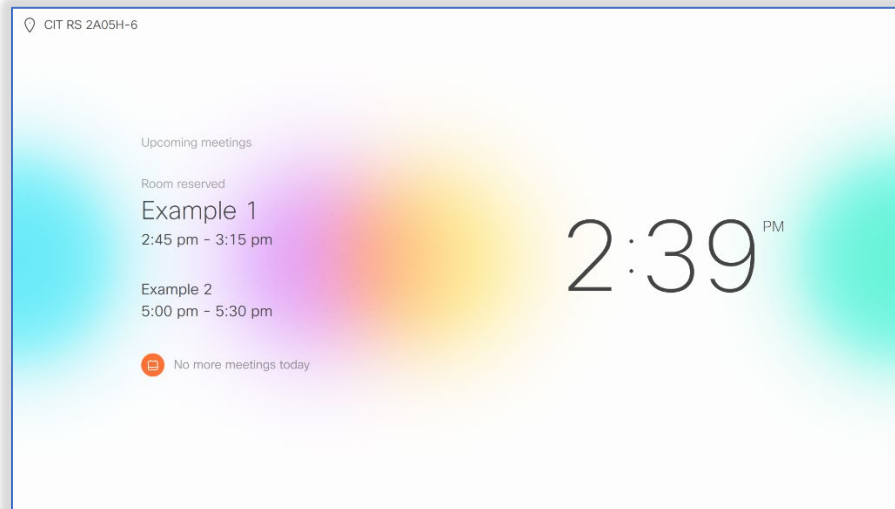 CIT RS 2A05H-6
Upcoming meetings
Room reserved
Example 1
2:45 pm - 3:15 pm
Example 2
5:00 pm - 5:30 pm
No more meetings today
2:39 PM